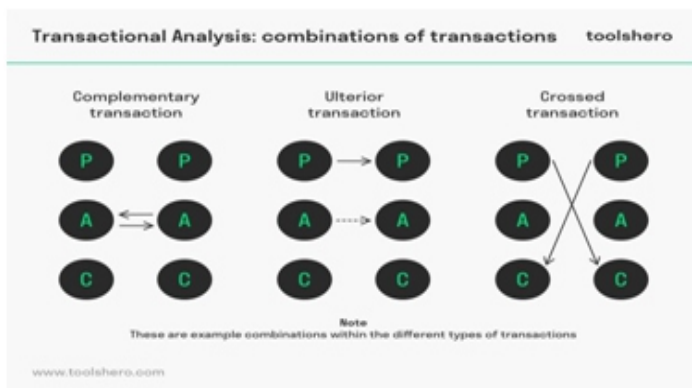 Transactional Analysis: combinations of transactions
toolshero
Complementary
transaction
Ulterior
transaction
Crossed
transaction
P P P P P P
A A A A A A
C C C C C C
Note
These are example combinations within the different types of transactions
www.toolshero.com